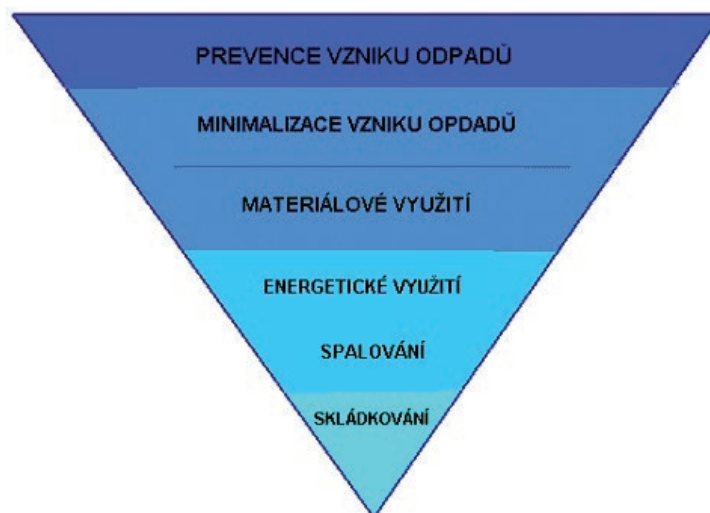 PREVENCE VZNIKU ODPADŮ
MINIMALIZACE VZNIKU OPDADŮ
MATERIÁLOVÉ VYUŽITÍ
ENERGETICKÉ VYUŽITÍ
SPALOVÁNÍ
SKLÁDKOVÁNÍ